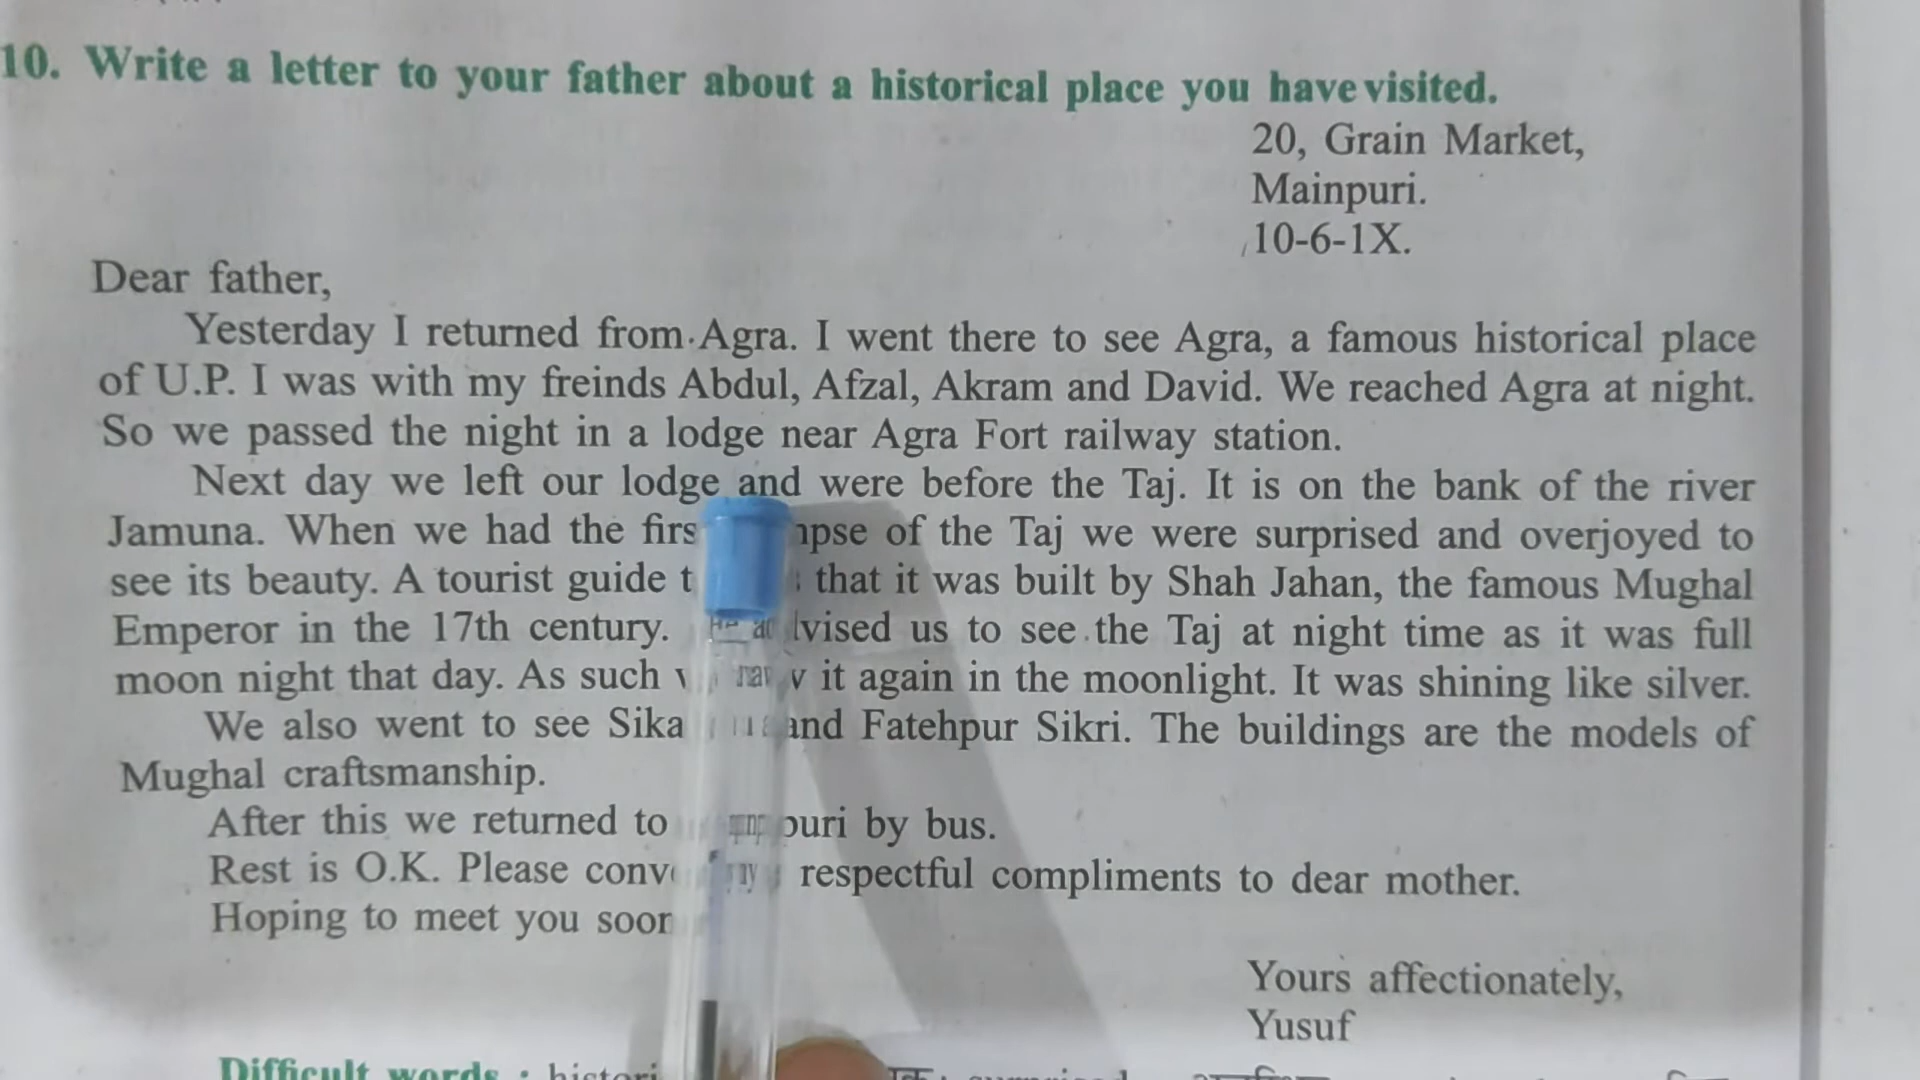 10. Write a letter to your father about a historical place you have visited.
20, Grain Market,
Mainpuri.
10-6-1X.
Dear father,
Yesterday I returned from Agra. I went there to see Agra, a famous historical place
of U.P. I was with my freinds Abdul, Afzal, Akram and David. We reached Agra at night.
So we passed the night in a lodge near Agra Fort railway station.
Next day we left our lodge and were before the Taj. It is on the bank of the river
Jamuna. When we had the of the Taj we were surprised and overjoyed to
see its beauty. A tourist guide that it was built by Shah Jahan, the famous Mughal
Emperor in the 17th century. us to see the Taj at night time as it was full
moon night that day. As such it again in the moonlight. It was shining like silver.
We also went to see and Fatehpur Sikri. The buildings are the models of
Mughal craftsmanship.
After this we returned to by bus.
Rest is O.K. Please respectful compliments to dear mother.
Hoping to meet you
Yours affectionately,
Yusuf
Difficult words :